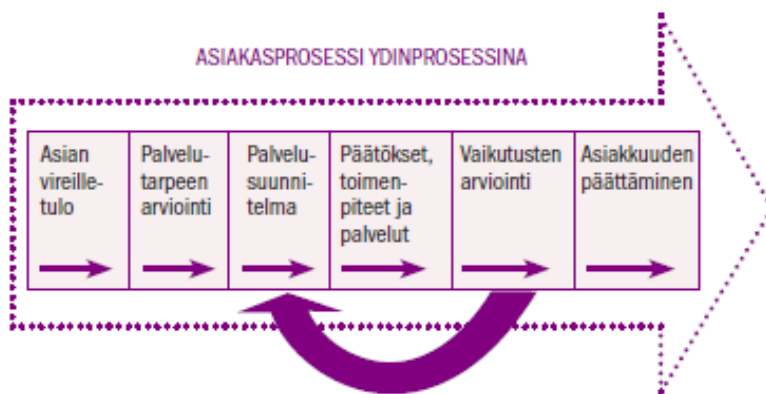 ASIAKASPROSESSI YDINPROSESSINA
Asian
vireille-
tulo
Palvelu-
tarpeen
arviointi
Palvelu-
suunni-
telma
Päätökset,
toimen-
piteet ja
palvelut
Vaikutusten
arviointi
Asiakkuuden
päättäminen